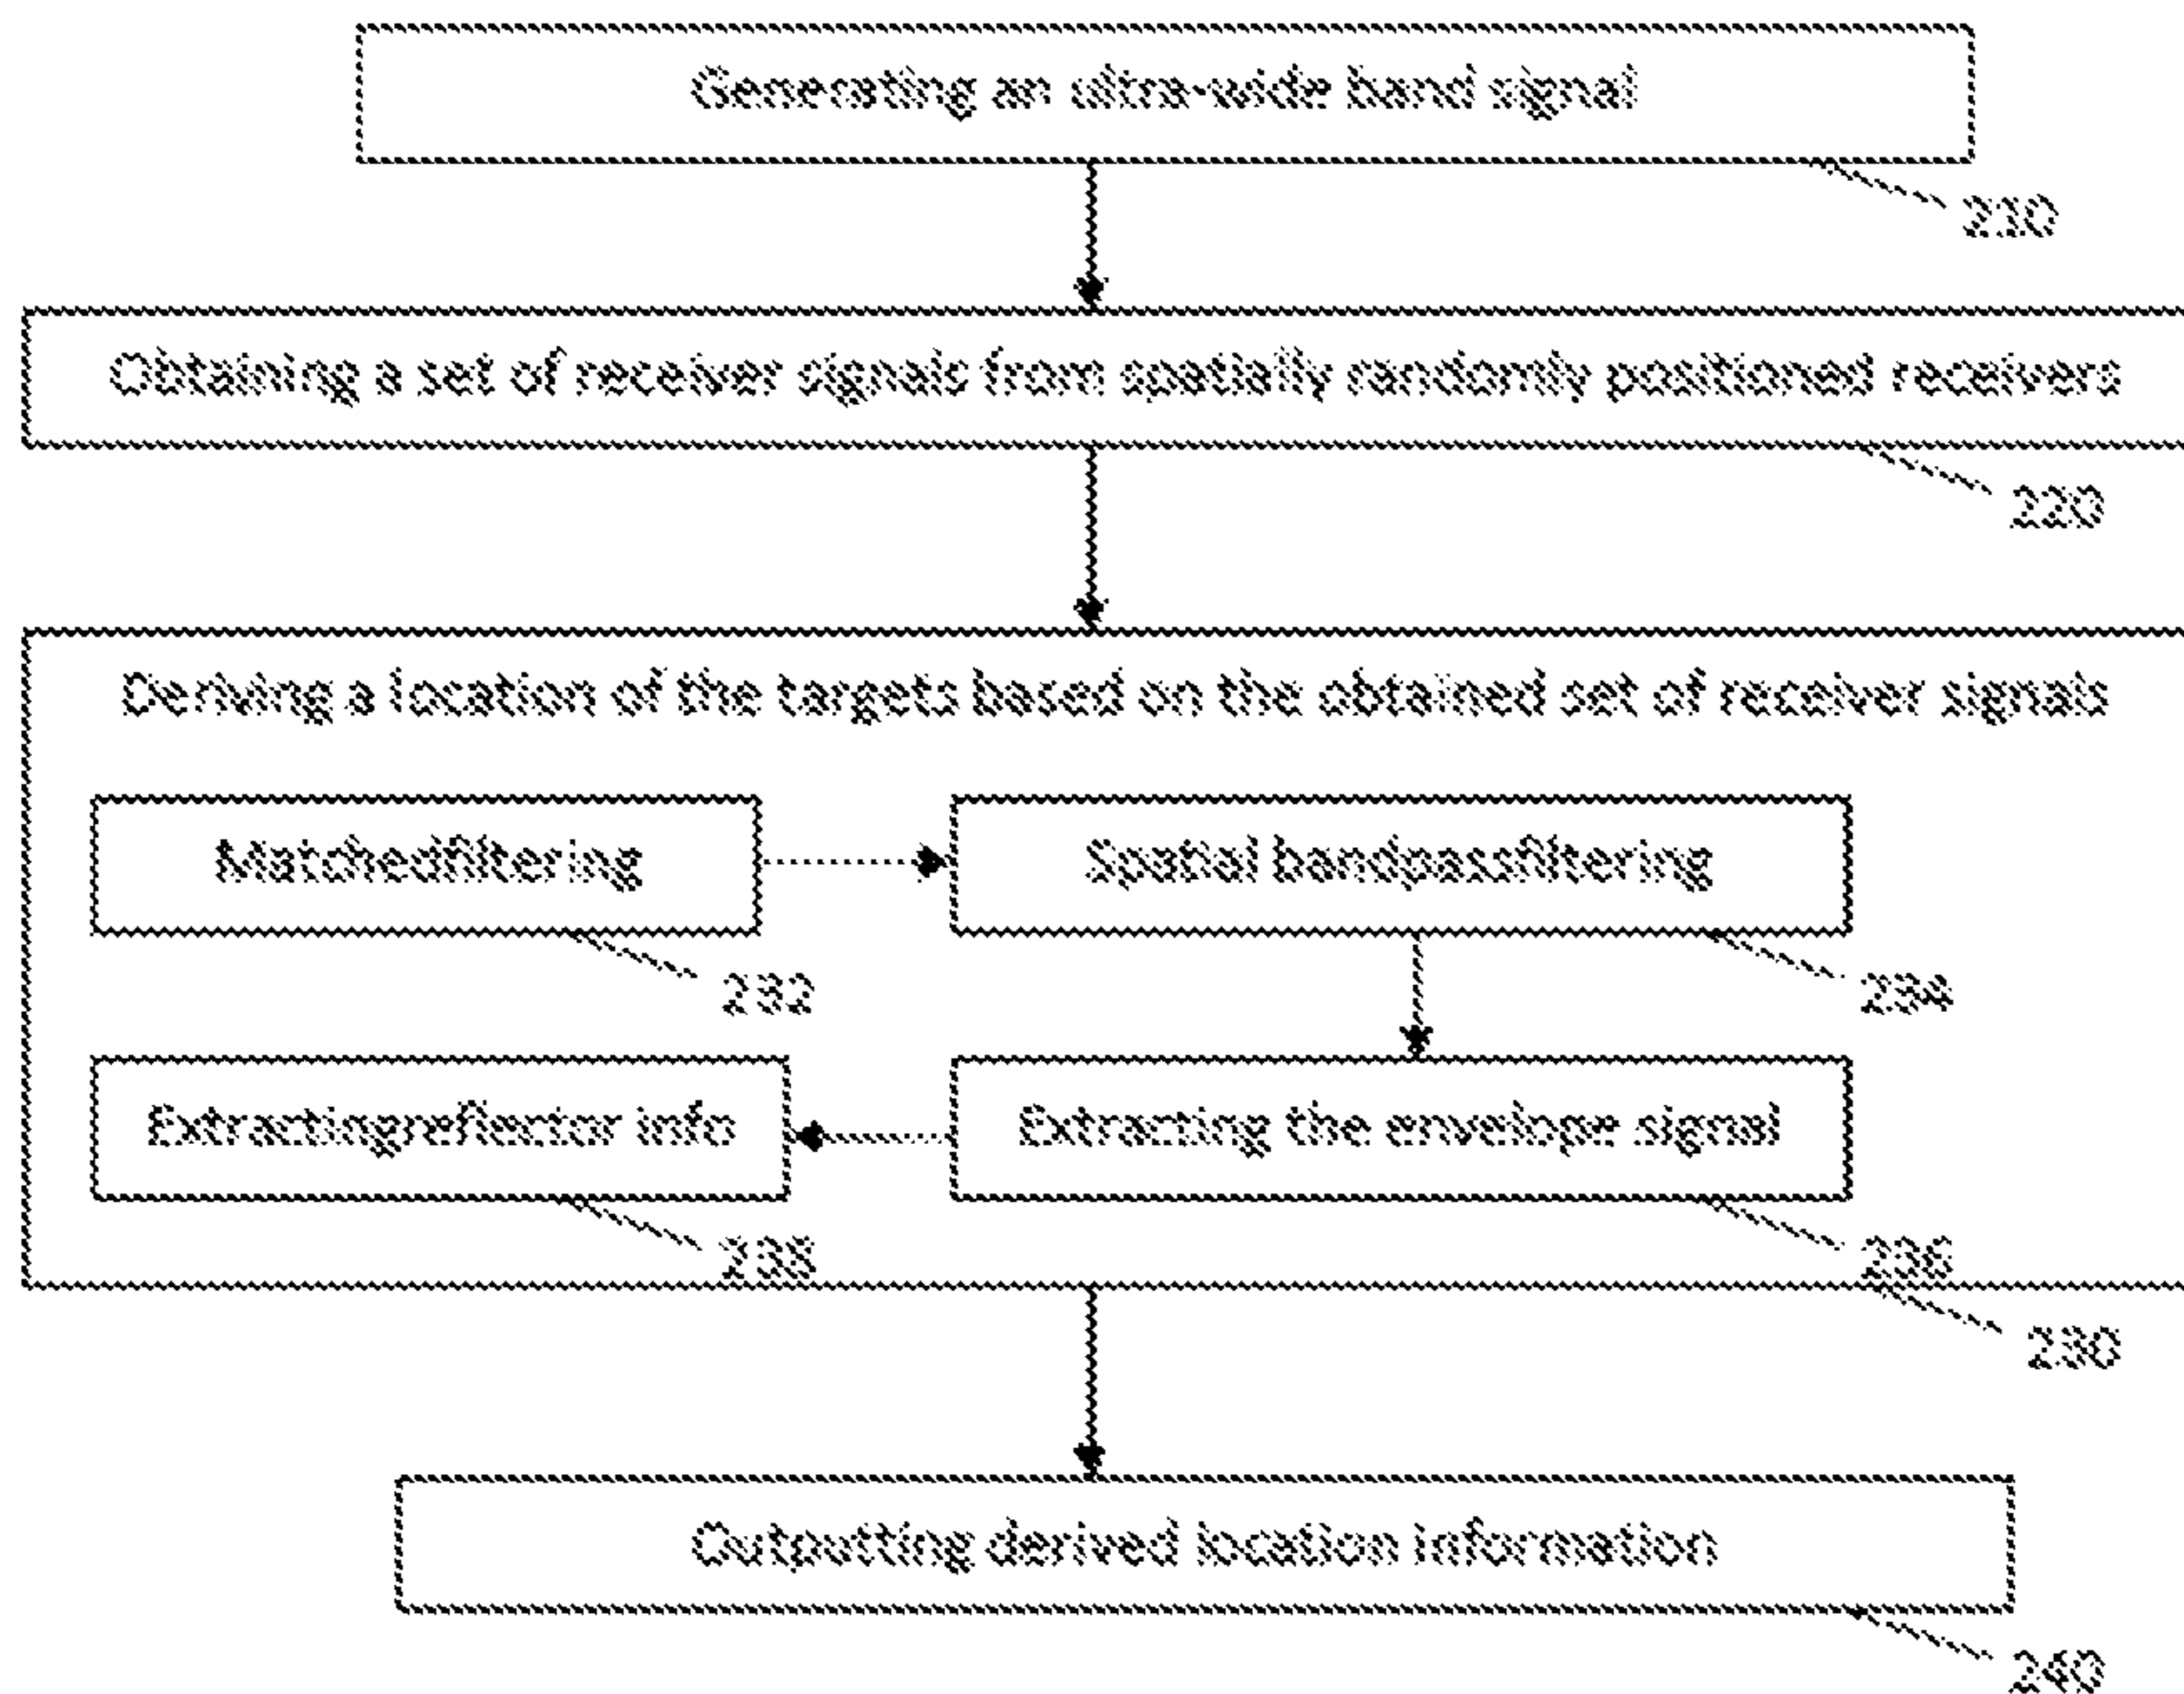 Generating an ultra-wide band signal
210
Obtaining a set of receiver signals from spatially randomly positioned receivers
220
Deriving a location of the targets based on the obtained set of receiver signals
Matchedfiltering
Spatial bandpassfiltering
232
234
Extractingreflector info
Extracting the envelope signal
238
236
230
Outputting derived location information
240